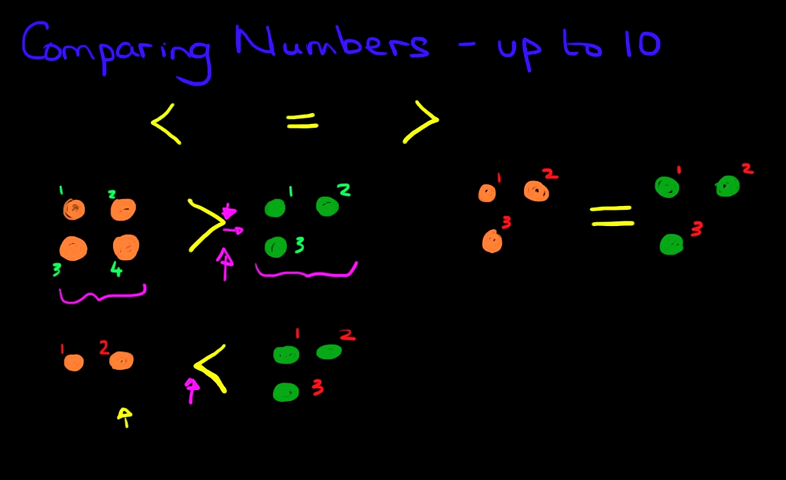 Comparing Numbers - up to 10
< = >
1 2 > 1 2
3 4 3
1 2 = 1 2
3 3
1 2 < 1 2
3